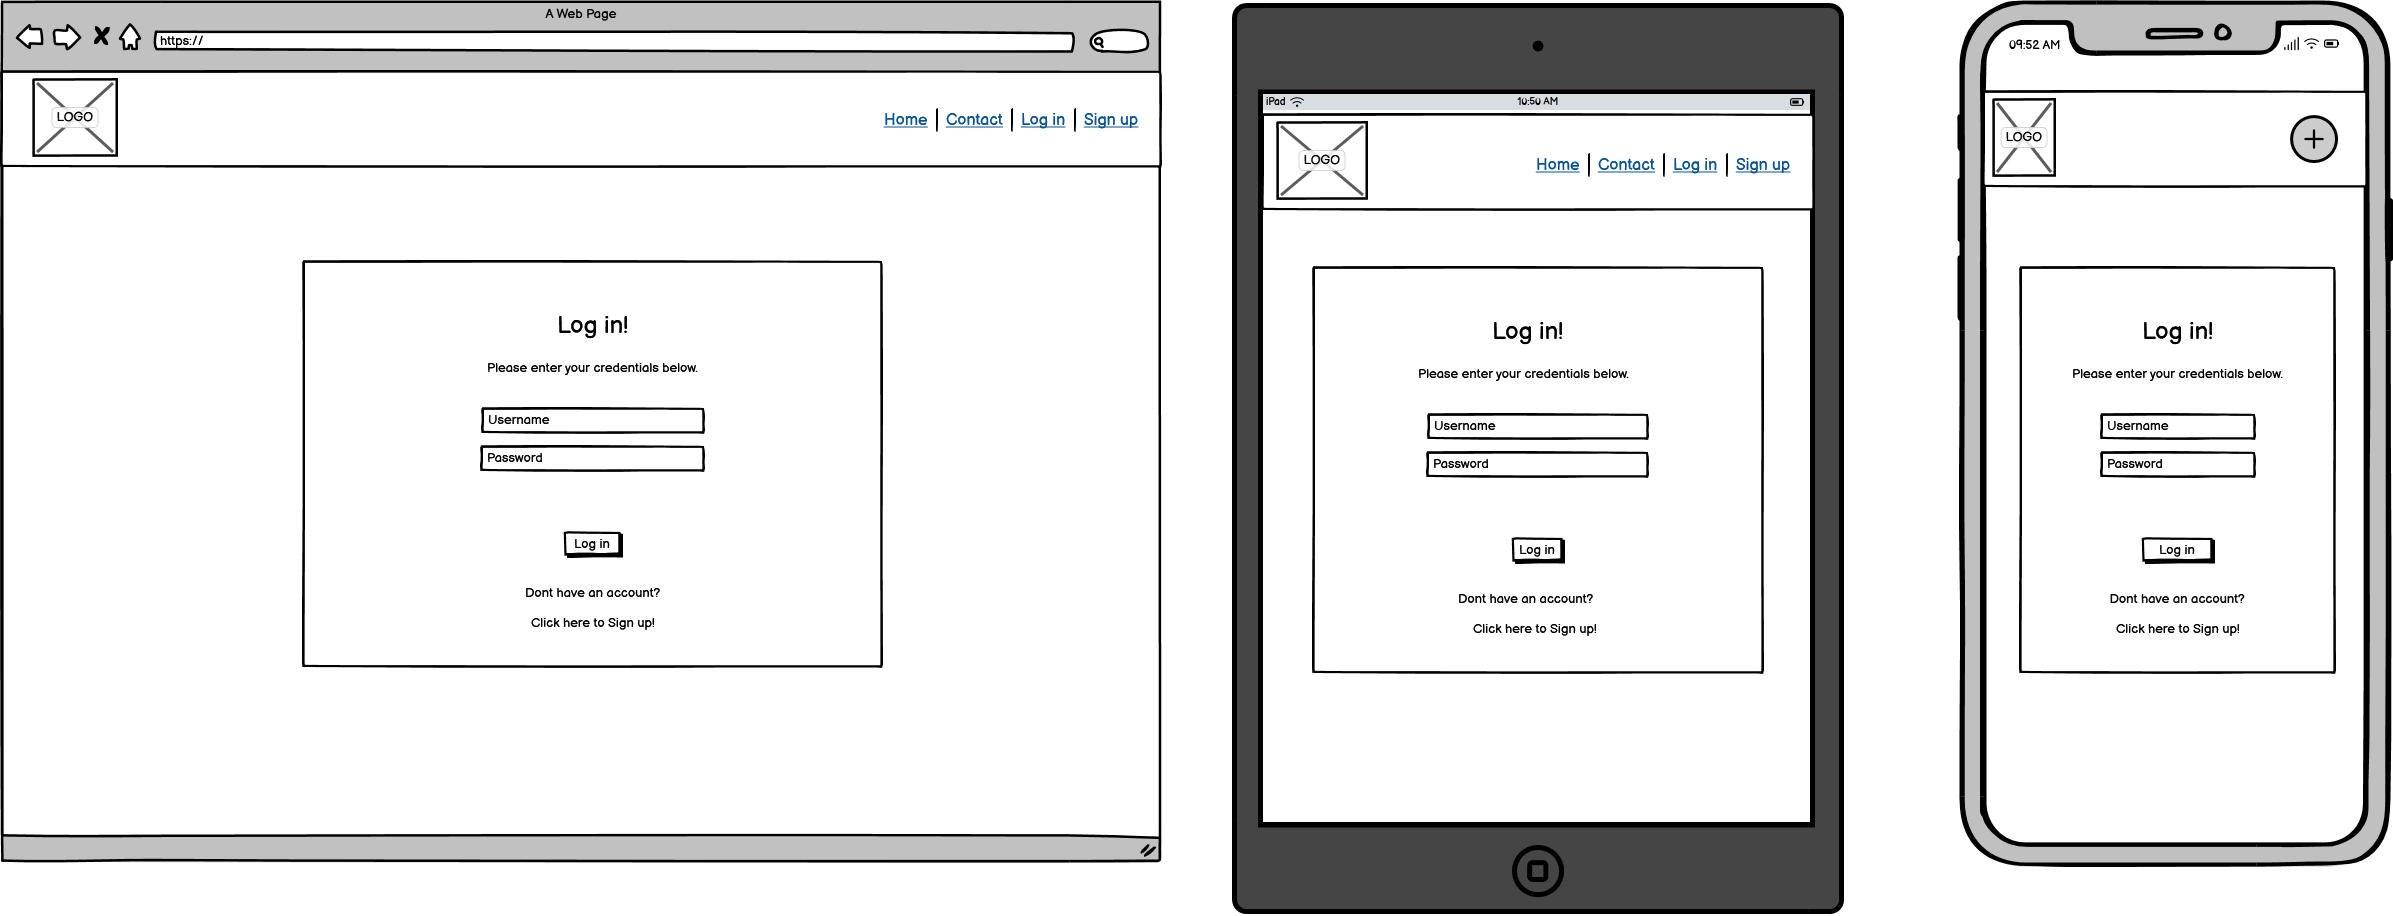 A Web Page
https://
LOGO
Home Contact Log in Sign up
Log in!
Please enter your credentials below.
Username
Password
Log in
Dont have an account?
Click here to Sign up!
iPad 10:50 AM
LOGO
Home Contact Log in Sign up
Log in!
Please enter your credentials below.
Username
Password
Log in
Dont have an account?
Click here to Sign up!
09:52 AM
LOGO
Log in!
Please enter your credentials below.
Username
Password
Log in
Dont have an account?
Click here to Sign up!